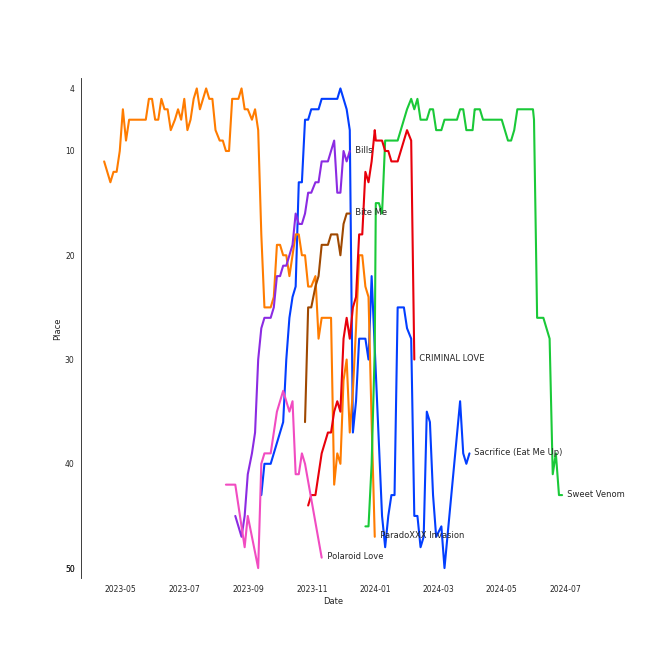 4
10
Bills
Bite Me
20
Place
30
CRIMINAL LOVE
40
Sacrifice (Eat Me Up)
Sweet Venom
ParadoXXX Invasion
Polaroid Love
50
2023-05 2023-07 2023-09 2023-11 2024-01 2024-03 2024-05 2024-07
Date